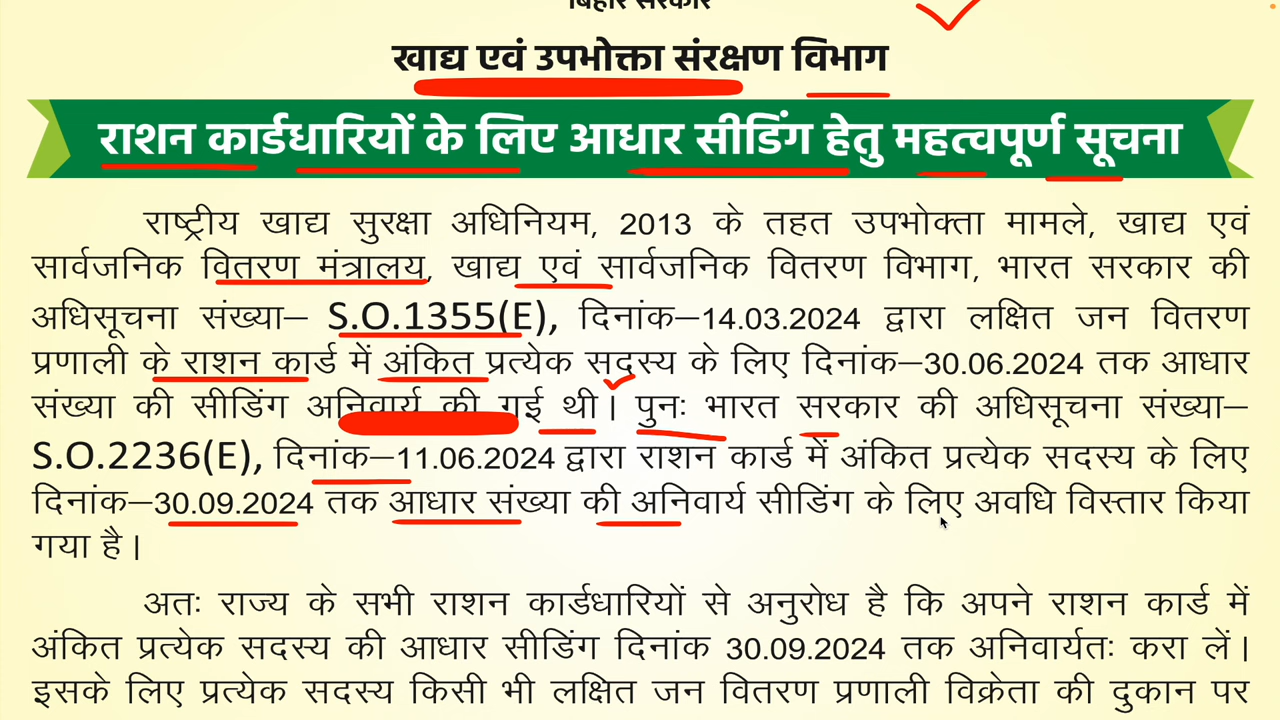 बिहार सरकार
खाद्य एवं उपभोक्ता संरक्षण विभाग
राशन कार्डधारियों के लिए आधार सीडिंग हेतु महत्वपूर्ण सूचना
राष्ट्रीय खाद्य सुरक्षा अधिनियम, 2013 के तहत उपभोक्ता मामले, खाद्य एवं
सार्वजनिक वितरण मंत्रालय, खाद्य एवं सार्वजनिक वितरण विभाग, भारत सरकार की
अधिसूचना संख्या– S.O.1355(E), दिनांक–14.03.2024 द्वारा लक्षित जन वितरण
प्रणाली के राशन कार्ड में अंकित प्रत्येक सदस्य के लिए दिनांक–30.06.2024 तक आधार
संख्या की सीडिंग अनिवार्य की गई थी। पुनः भारत सरकार की अधिसूचना संख्या–
S.O.2236(E), दिनांक–11.06.2024 द्वारा राशन कार्ड में अंकित प्रत्येक सदस्य के लिए
दिनांक–30.09.2024 तक आधार संख्या की अनिवार्य सीडिंग के लिए अवधि विस्तार किया
गया है।
अतः राज्य के सभी राशन कार्डधारियों से अनुरोध है कि अपने राशन कार्ड में
अंकित प्रत्येक सदस्य की आधार सीडिंग दिनांक 30.09.2024 तक अनिवार्यतः करा लें।
इसके लिए प्रत्येक सदस्य किसी भी लक्षित जन वितरण प्रणाली विक्रेता की दुकान पर